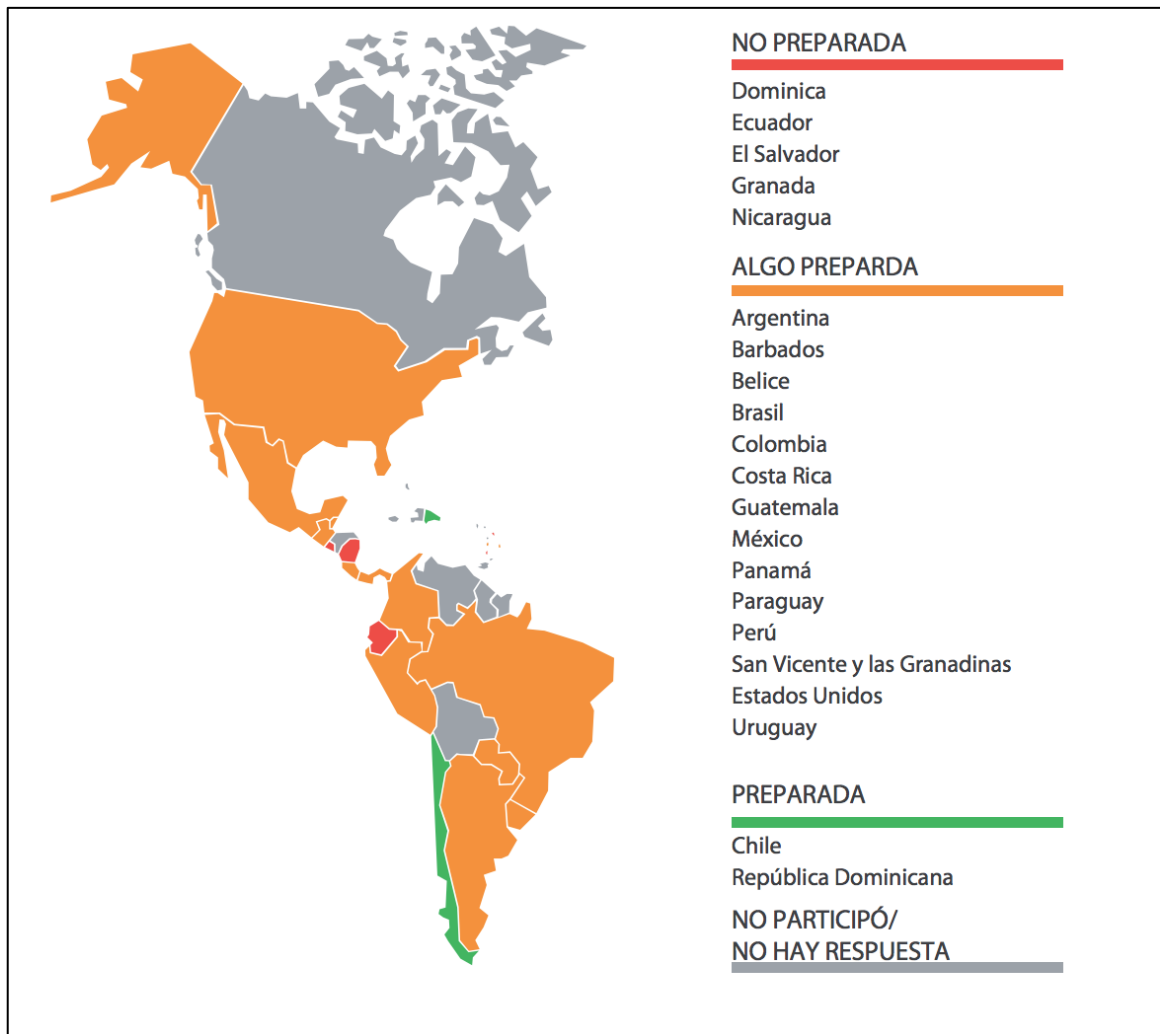 NO PREPARADA
Dominica
Ecuador
El Salvador
Granada
Nicaragua
ALGO PREPARDA
Argentina
Barbados
Belice
Brasil
Colombia
Costa Rica
Guatemala
México
Panamá
Paraguay
Perú
San Vicente y las Granadinas
Estados Unidos
Uruguay
PREPARADA
Chile
República Dominicana
NO PARTICIPÓ/
NO HAY RESPUESTA